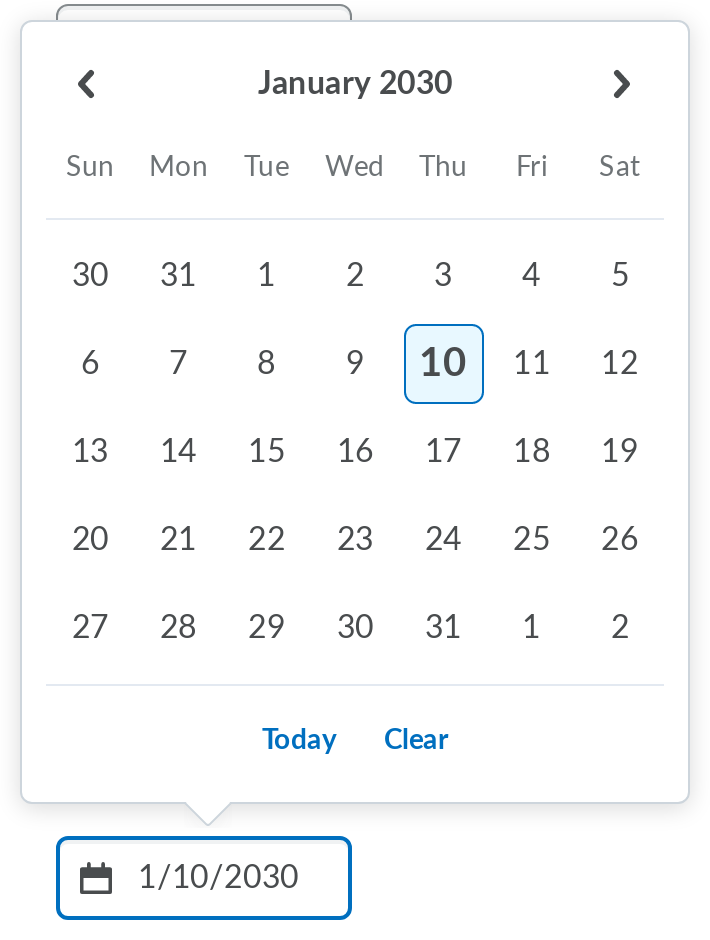 January 2030
Sun Mon Tue Wed Thu Fri Sat
30 31 1 2 3 4 5
6 7 8 9 10 11 12
13 14 15 16 17 18 19
20 21 22 23 24 25 26
27 28 29 30 31 1 2
Today Clear
1/10/2030